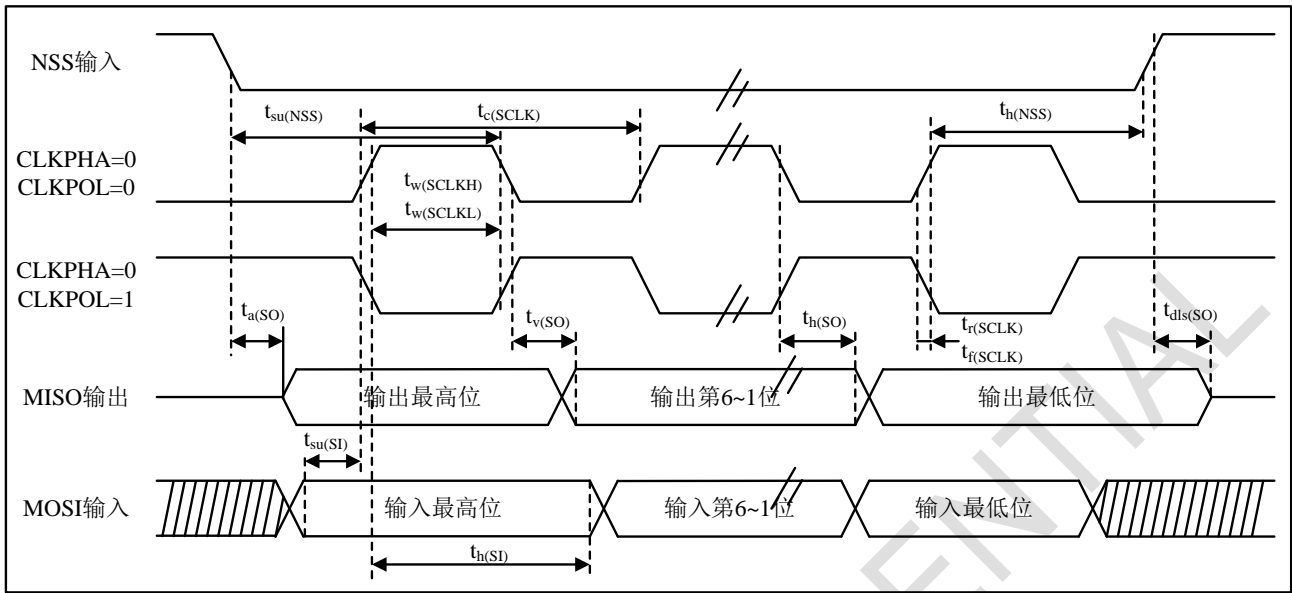 NSS输入
tsu(NSS)
tc(SCLK)
th(NSS)
CLKPHA=0
CLKPOL=0
tw(SCLKH)
tw(SCLKL)
CLKPHA=0
CLKPOL=1
ta(SO)
tv(SO)
th(SO)
tr(SCLK)
tf(SCLK)
tdls(SO)
MISO输出
输出最高位
输出第6~1位
输出最低位
tsu(SI)
MOSI输入
输入最高位
输入第6~1位
输入最低位
th(SI)
ENTIAL